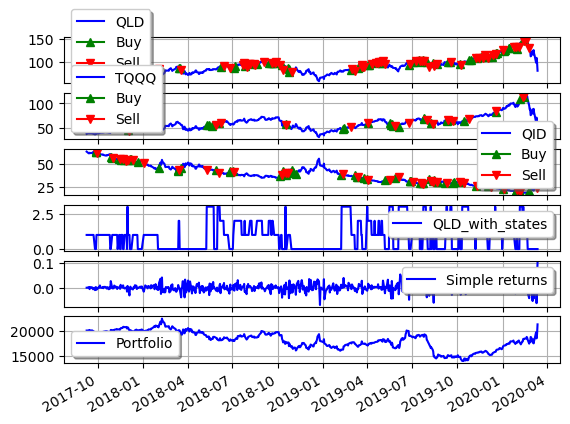 QLD
Buy
Sell
150
100
TQQQ
Buy
Sell
100
50
QID
Buy
Sell
50
25
QLD_with_states
2.5
0.0
Simple returns
0.1
0.0
Portfolio
20000
15000
2017-10
2018-01
2018-04
2018-07
2018-10
2019-01
2019-04
2019-07
2019-10
2020-01
2020-04